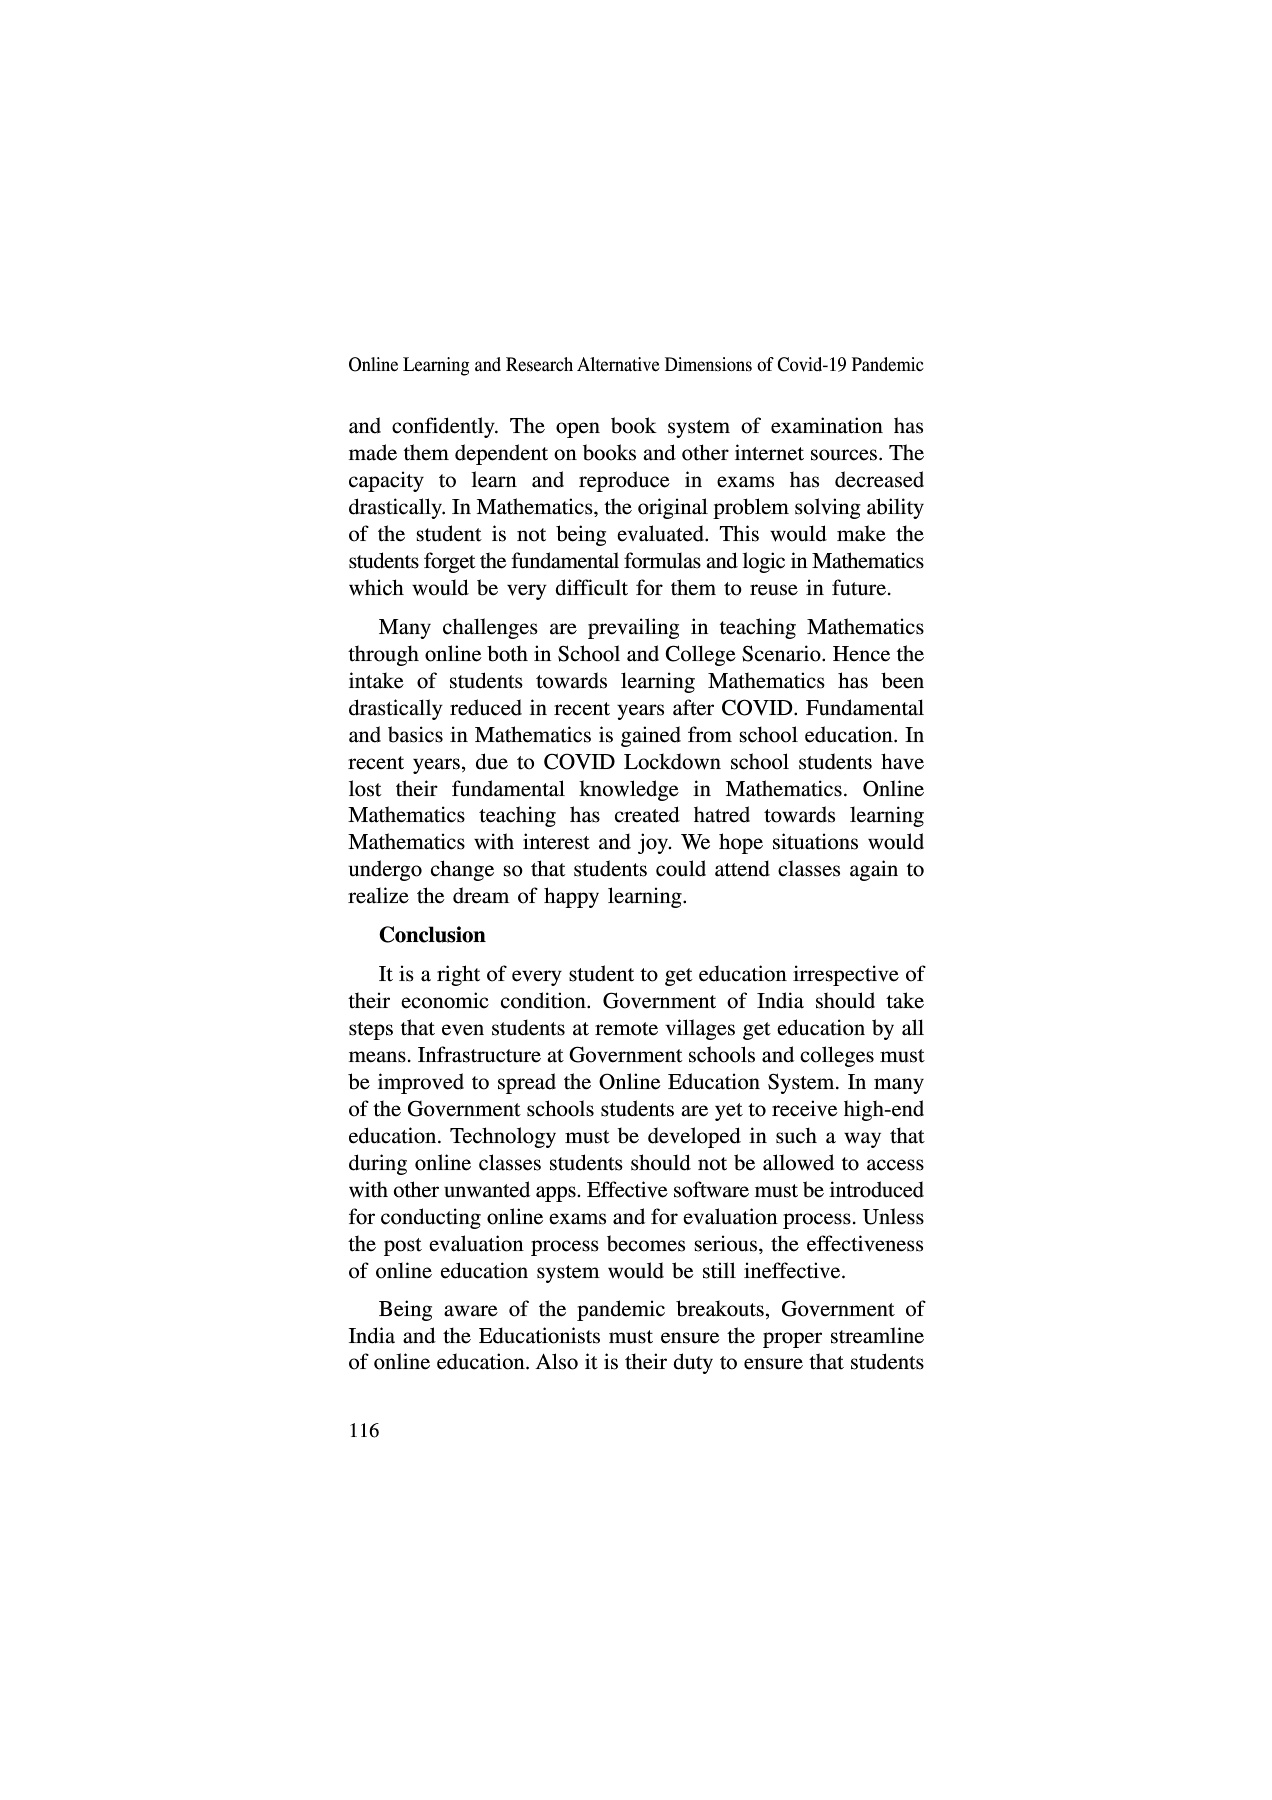 Online Learning and Research Alternative Dimensions of Covid-19 Pandemic
and confidently. The open book system of examination has
made them dependent on books and other internet sources. The
capacity to learn and reproduce in exams has decreased
drastically. In Mathematics, the original problem solving ability
of the student is not being evaluated. This would make the
students forget the fundamental formulas and logic in Mathematics
which would be very difficult for them to reuse in future.
Many challenges are prevailing in teaching Mathematics
through online both in School and College Scenario. Hence the
intake of students towards learning Mathematics has been
drastically reduced in recent years after COVID. Fundamental
and basics in Mathematics is gained from school education. In
recent years, due to COVID Lockdown school students have
lost their fundamental knowledge in Mathematics. Online
Mathematics teaching has created hatred towards learning
Mathematics with interest and joy. We hope situations would
undergo change so that students could attend classes again to
realize the dream of happy learning.
Conclusion
It is a right of every student to get education irrespective of
their economic condition. Government of India should take
steps that even students at remote villages get education by all
means. Infrastructure at Government schools and colleges must
be improved to spread the Online Education System. In many
of the Government schools students are yet to receive high-end
education. Technology must be developed in such a way that
during online classes students should not be allowed to access
with other unwanted apps. Effective software must be introduced
for conducting online exams and for evaluation process. Unless
the post evaluation process becomes serious, the effectiveness
of online education system would be still ineffective.
Being aware of the pandemic breakouts, Government of
India and the Educationists must ensure the proper streamline
of online education. Also it is their duty to ensure that students
116